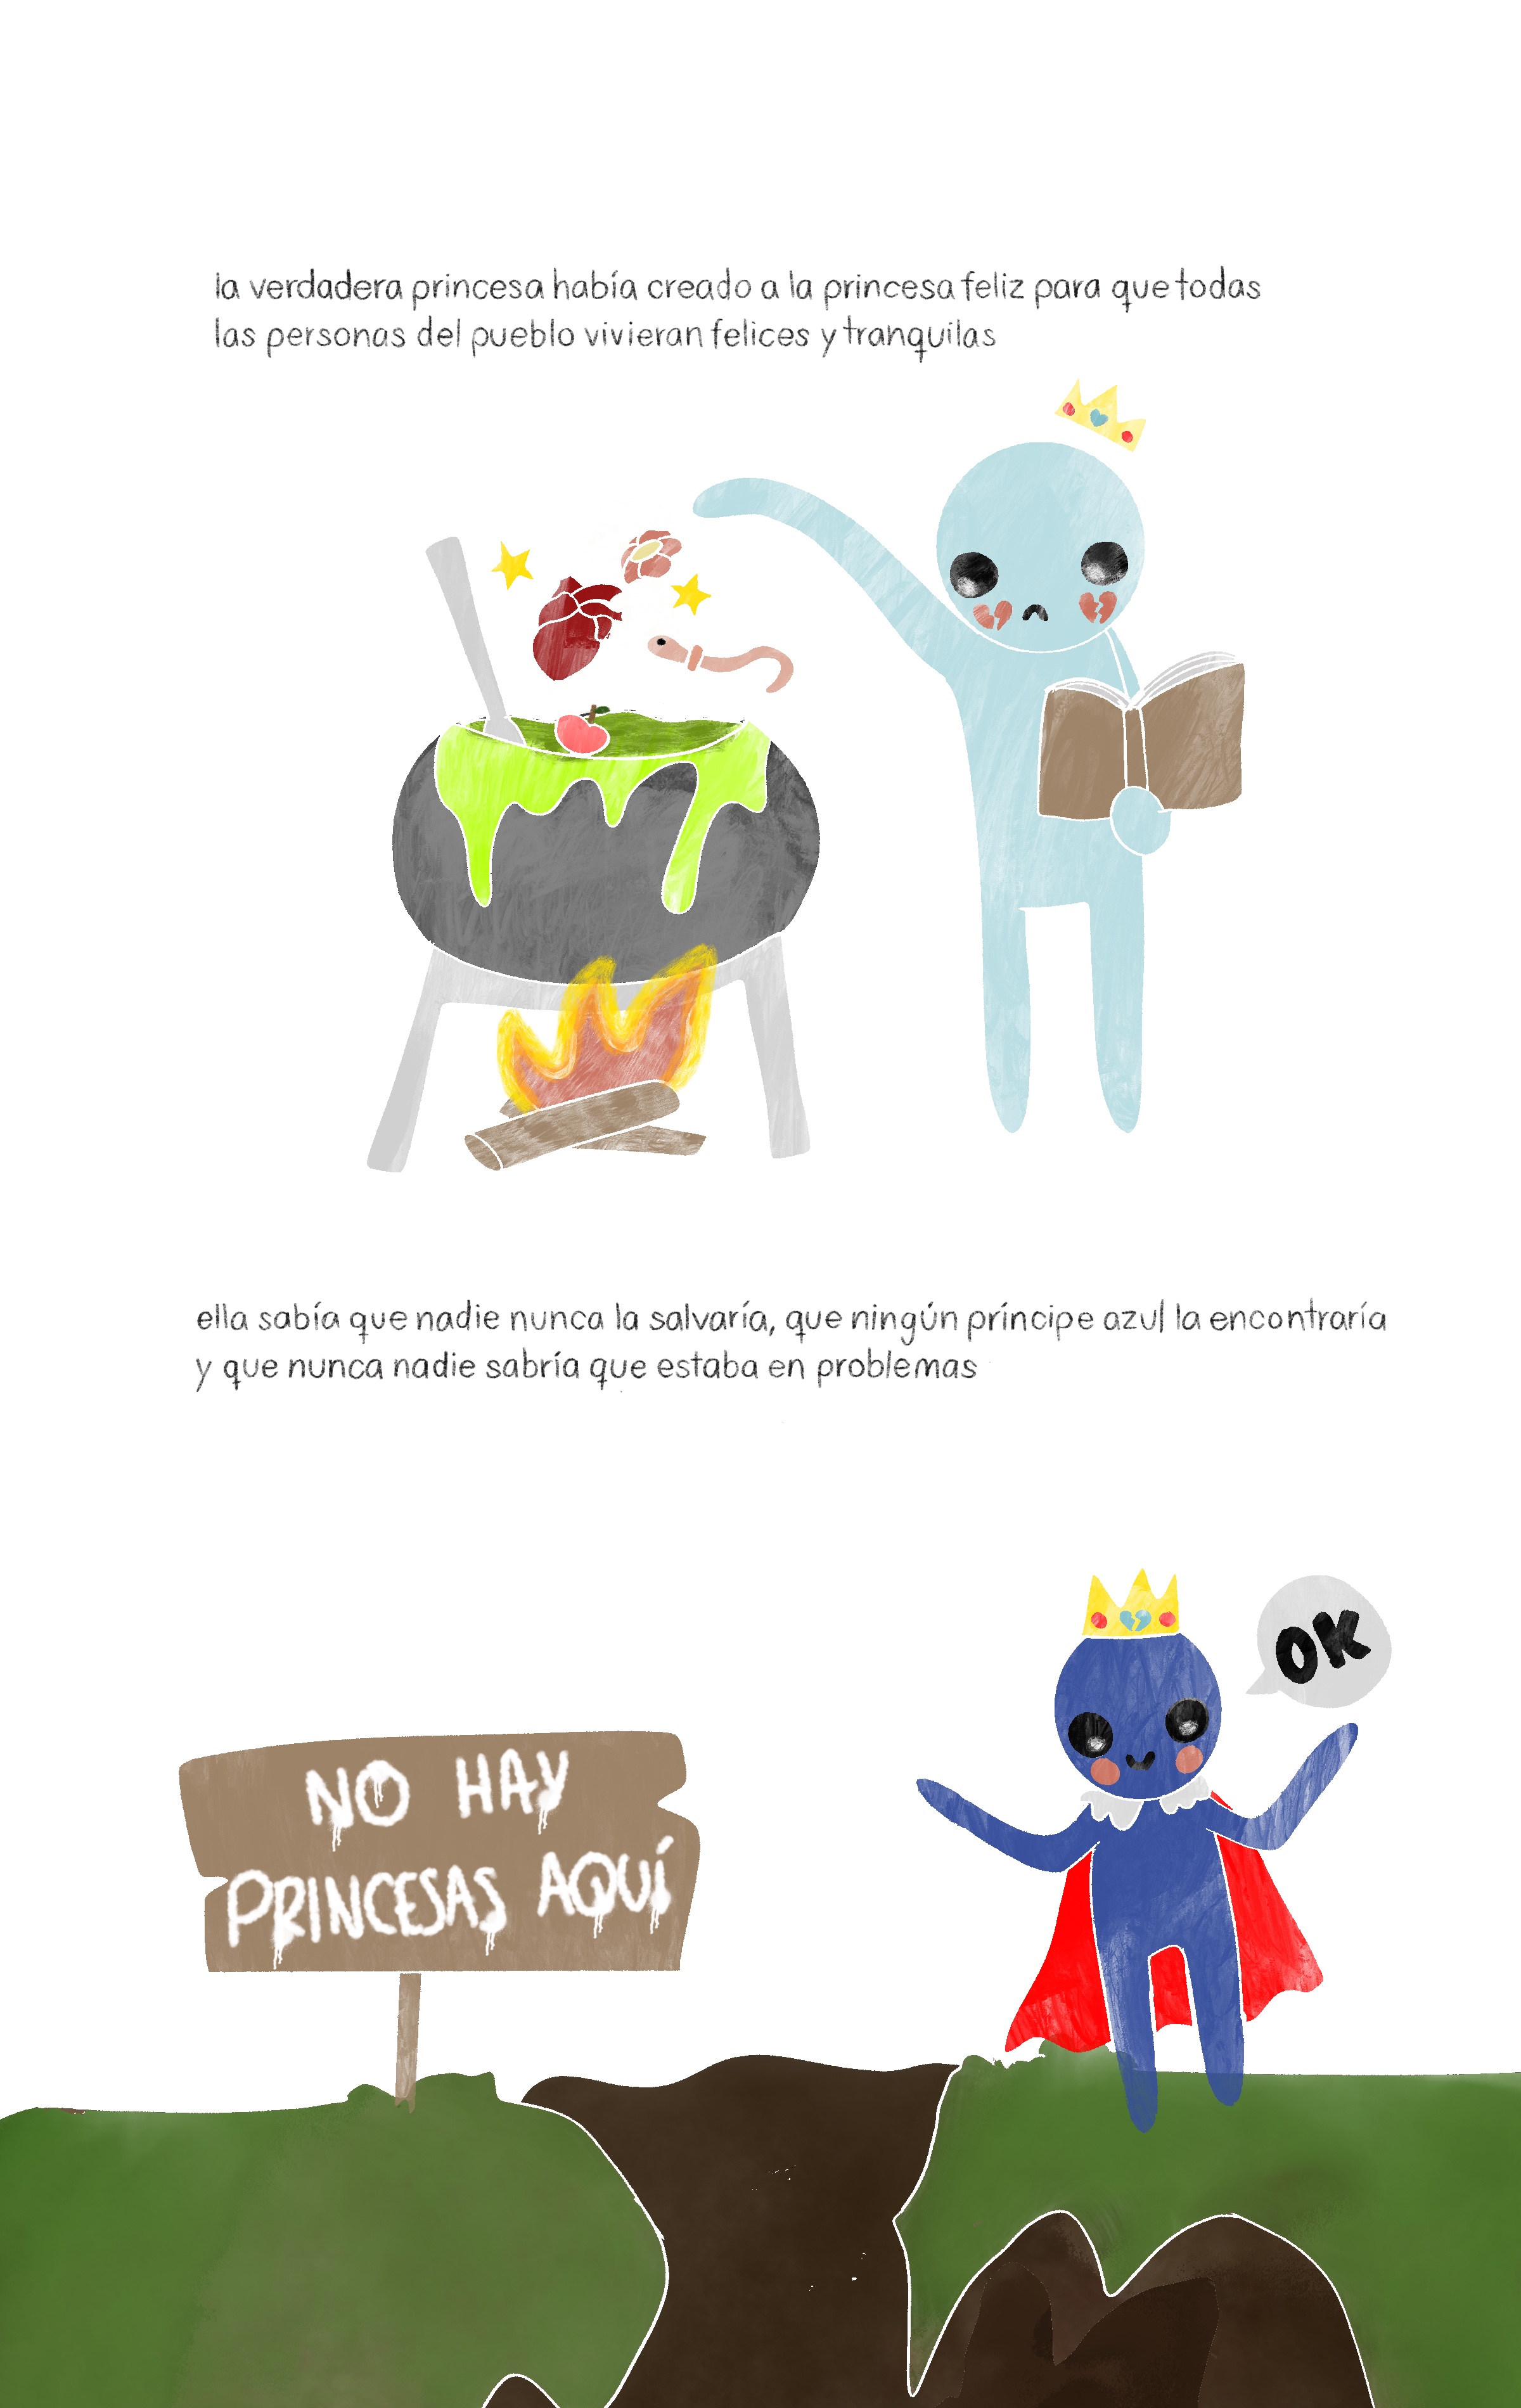 la verdadera princesa había creado a la princesa feliz para que todas
las personas del pueblo vivieran felices y tranquilas
ella sabía que nadie nunca la salvaría, que ningún príncipe azul la encontraría
y que nunca nadie sabría que estaba en problemas
OK
NO HAY
PRINCESAS AQUÍ